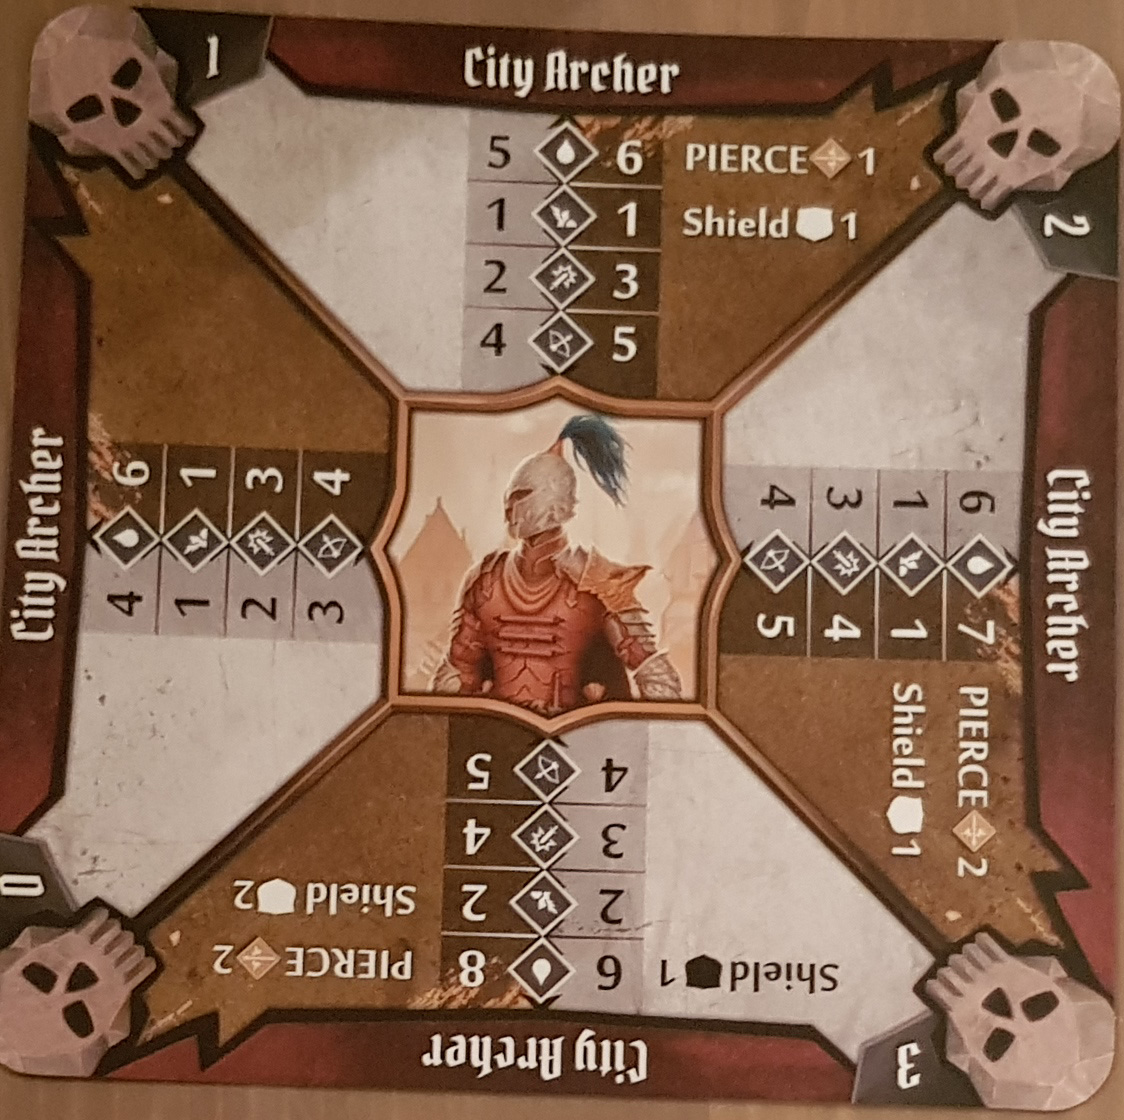 1
City Archer
5 6 PIERCE 1
1 1 Shield 1
2 3
4 5
2
City Archer
6 7 PIERCE 2
1 1 Shield 1
3 4
4 5
3
City Archer
Shield 1 6 8 PIERCE 2
2 2 Shield 2
3 4
4 5
0
City Archer
4 6
1 1
2 3
3 4